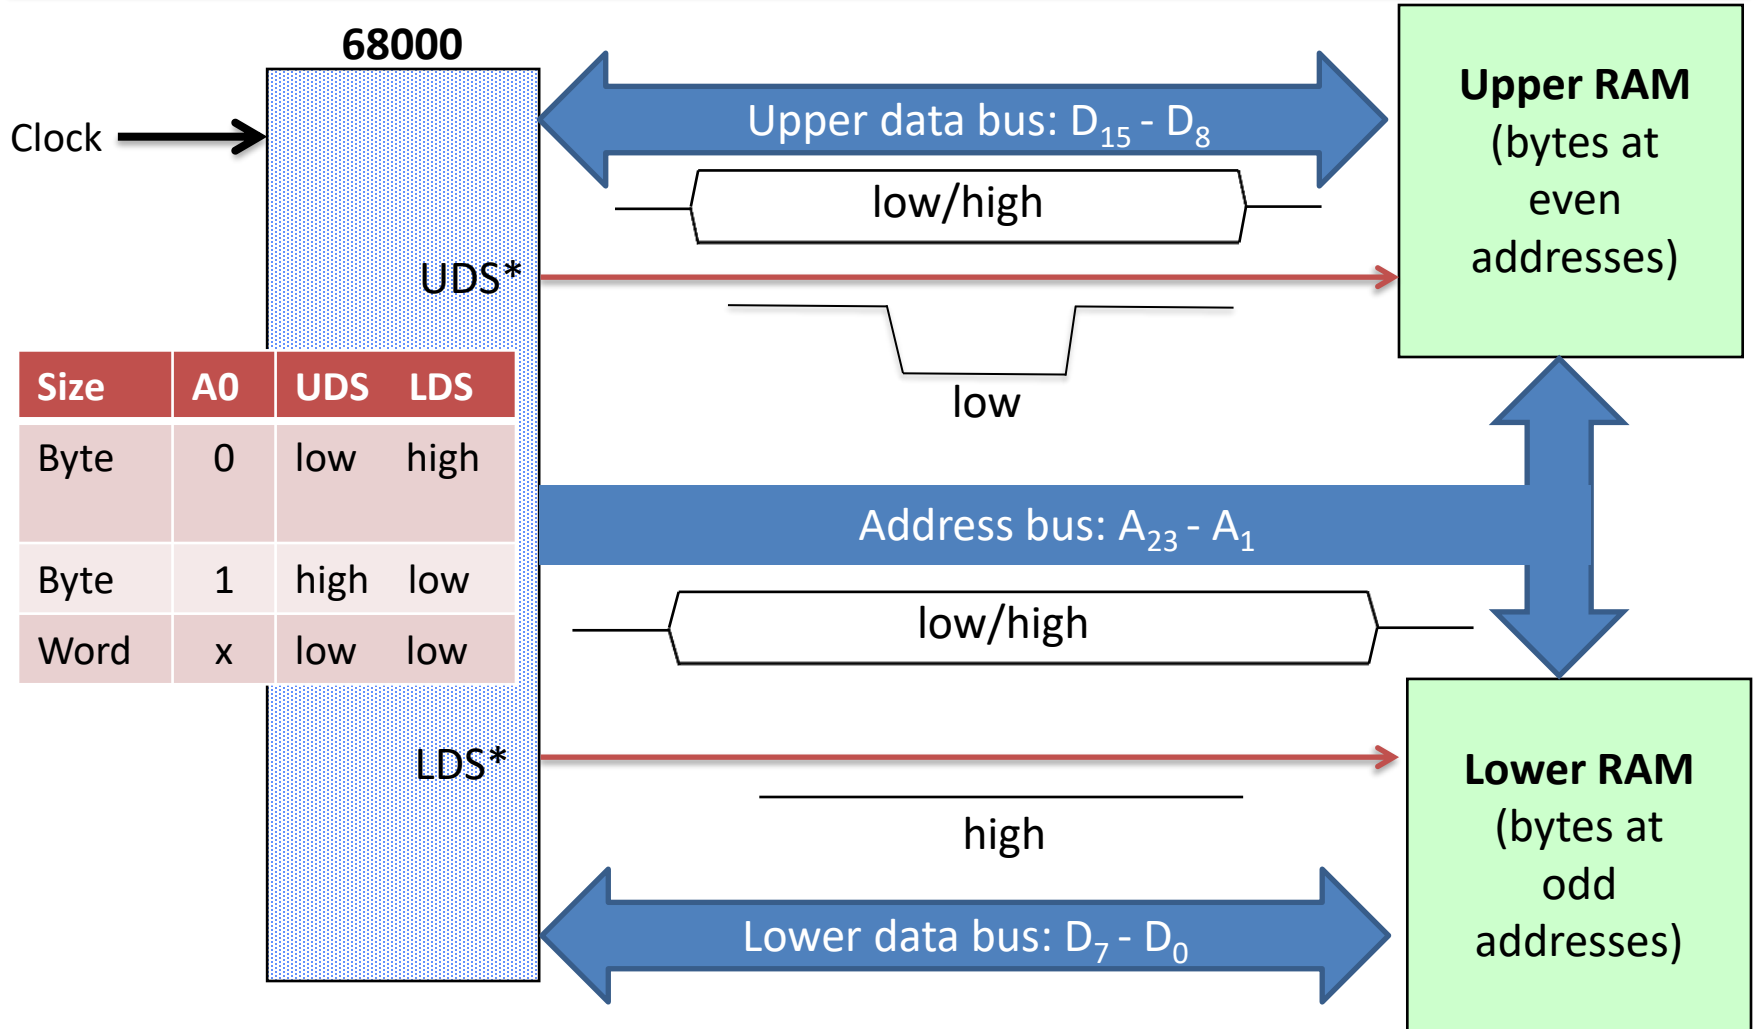 68000
Clock
Upper data bus: D15 - D8
low/high
Upper RAM
(bytes at
even
addresses)
UDS*
low
Size A0 UDS LDS
Byte 0 low high
Byte 1 high low
Word x low low
Address bus: A23 - A1
low/high
LDS*
high
Lower data bus: D7 - D0
Lower RAM
(bytes at
odd
addresses)